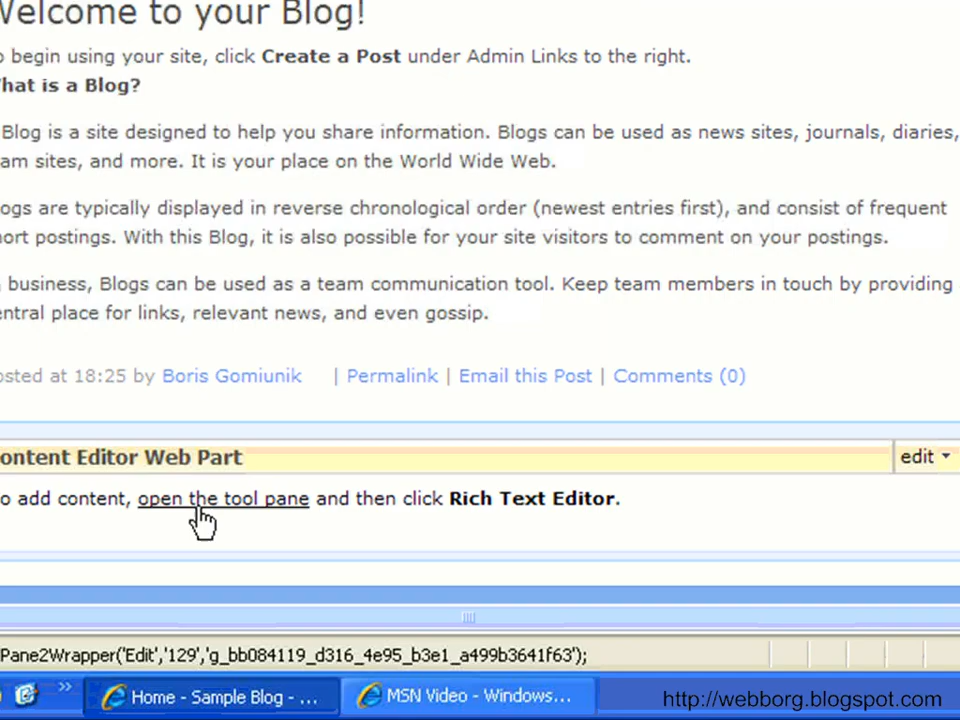 Welcome to your Blog!
o begin using your site, click Create a Post under Admin Links to the right.
hat is a Blog?
Blog is a site designed to help you share information. Blogs can be used as news sites, journals, diaries,
am sites, and more. It is your place on the World Wide Web.
ogs are typically displayed in reverse chronological order (newest entries first), and consist of frequent
ort postings. With this Blog, it is also possible for your site visitors to comment on your postings.
business, Blogs can be used as a team communication tool. Keep team members in touch by providing
entral place for links, relevant news, and even gossip.
osted at 18:25 by Boris Gomiunik | Permalink | Email this Post | Comments (0)
ontent Editor Web Part edit
o add content, open the tool pane and then click Rich Text Editor.
Pane2Wrapper('Edit','129','g_bb084119_d316_4e95_b3e1_a499b3641f63');
Home - Sample Blog - ... MSN Video - Windows... http://webborg.blogspot.com